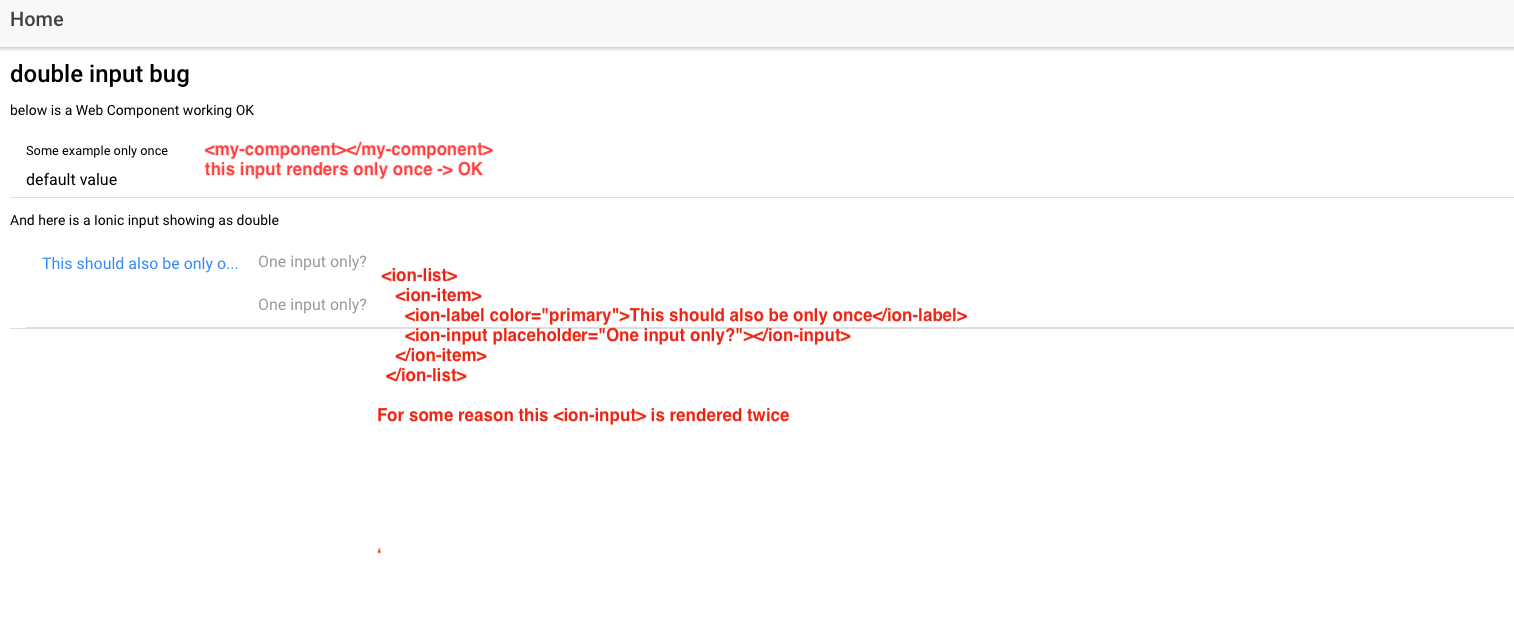 Home
double input bug
below is a Web Component working OK
Some example only once
<my-component></my-component>
this input renders only once -> OK
default value
And here is a Ionic input showing as double
This should also be only o...
One input only?
One input only?
<ion-list>
<ion-item>
<ion-label color="primary">This should also be only once</ion-label>
<ion-input placeholder="One input only?"></ion-input>
</ion-item>
</ion-list>
For some reason this <ion-input> is rendered twice
‘